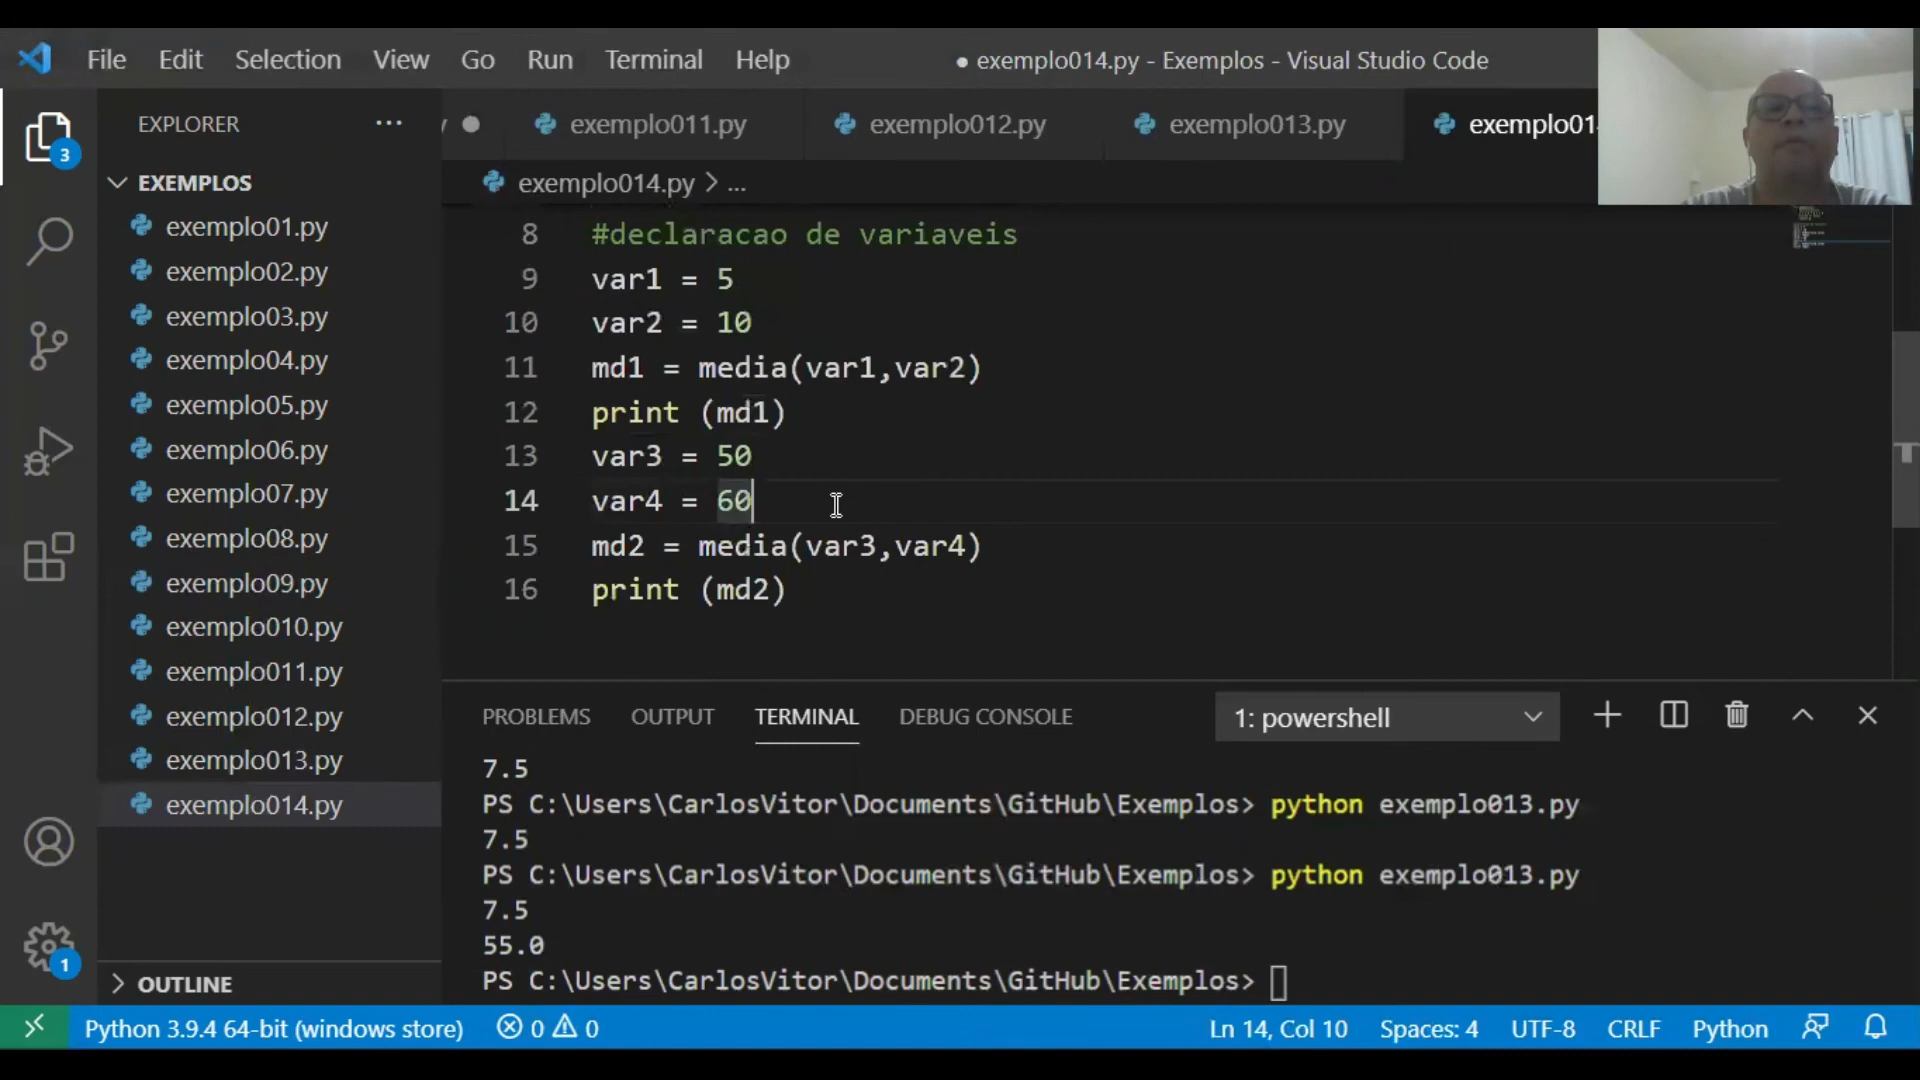 File Edit Selection View Go Run Terminal Help
● exemplo014.py - Exemplos - Visual Studio Code
EXPLORER ...
exemplo011.py exemplo012.py exemplo013.py exemplo01
3
EXEMPLOS
exemplo014.py > ...
exemplo01.py
exemplo02.py
exemplo03.py
exemplo04.py
exemplo05.py
exemplo06.py
exemplo07.py
exemplo08.py
exemplo09.py
exemplo010.py
exemplo011.py
exemplo012.py
exemplo013.py
exemplo014.py
OUTLINE
8 #declaracao de variaveis
9 var1 = 5
10 var2 = 10
11 md1 = media(var1,var2)
12 print (md1)
13 var3 = 50
14 var4 = 60
15 md2 = media(var3,var4)
16 print (md2)
PROBLEMS OUTPUT TERMINAL DEBUG CONSOLE 1: powershell
7.5
PS C:\Users\CarlosVitor\Documents\GitHub\Exemplos> python exemplo013.py
7.5
PS C:\Users\CarlosVitor\Documents\GitHub\Exemplos> python exemplo013.py
7.5
55.0
PS C:\Users\CarlosVitor\Documents\GitHub\Exemplos>
1
Python 3.9.4 64-bit (windows store) 0 0 Ln 14, Col 10 Spaces: 4 UTF-8 CRLF Python